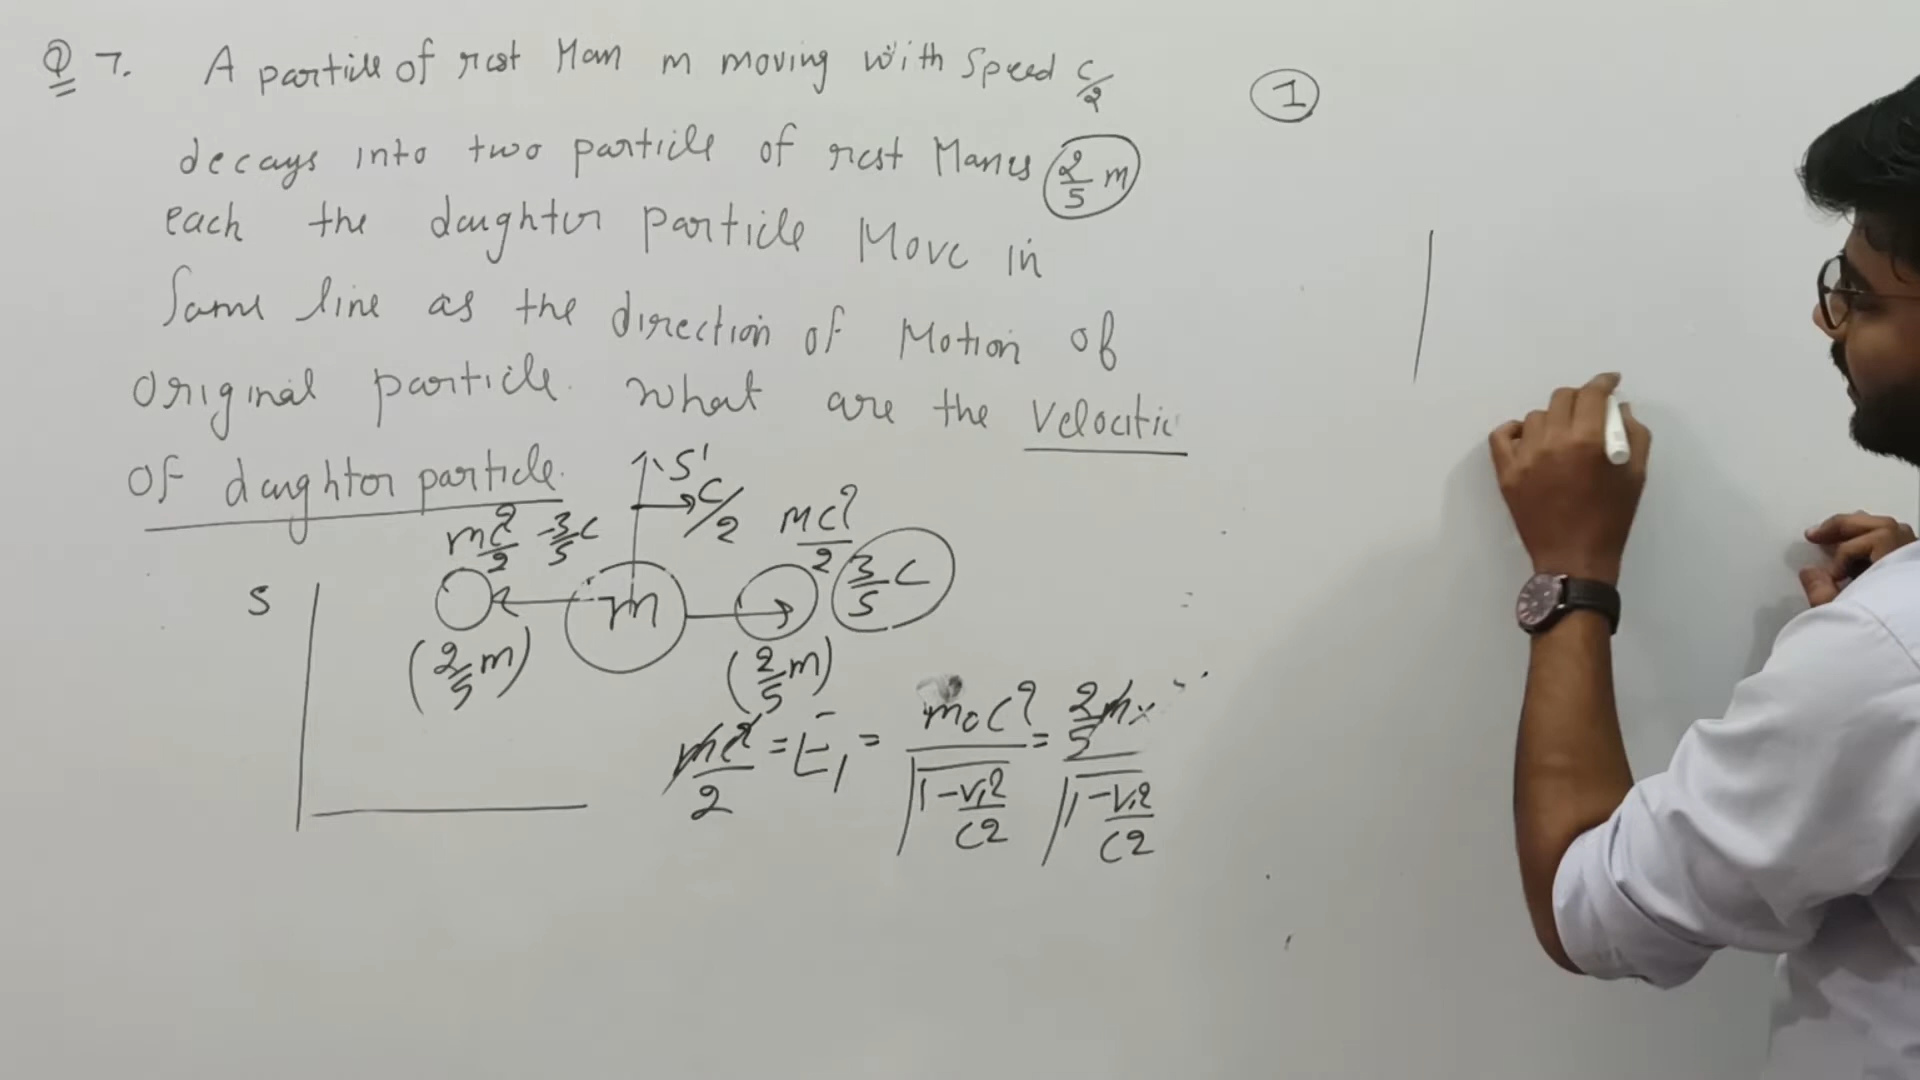 Q 7. A particle of rest Mass m moving with Speed c/2
decays into two particle of rest Masses 2/5 m
each the daughter particle Move in
Same line as the direction of Motion of
Original particle. What are the Velocitie
Of daughter particle.
1
S'
c/2
mc²/2 -3/5 c
mc²/2
3/5 c
S
m
(2/5 m)
(2/5 m)
mc²/2 = E₁ = m₀c²/√1-v₁²/c² = 2/5 m×/√1-v₁²/c²